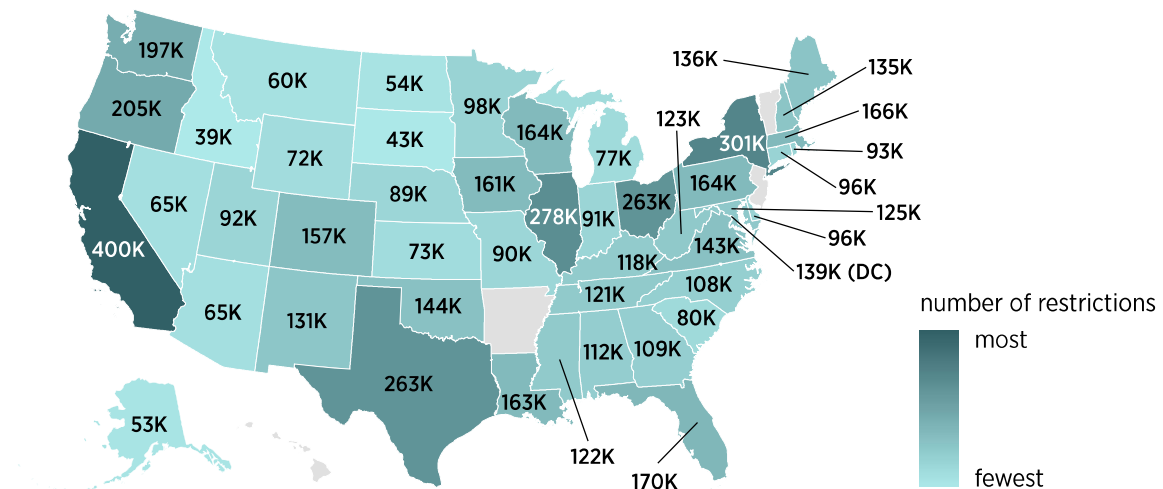 197K
60K
54K
98K
136K
135K
205K
39K
43K
164K
123K
166K
301K
93K
72K
77K
164K
96K
65K
92K
89K
161K
278K
91K
263K
125K
96K
143K
139K (DC)
400K
157K
73K
90K
118K
121K
108K
65K
131K
144K
80K
112K
109K
263K
163K
53K
122K
170K
number of restrictions
most
fewest